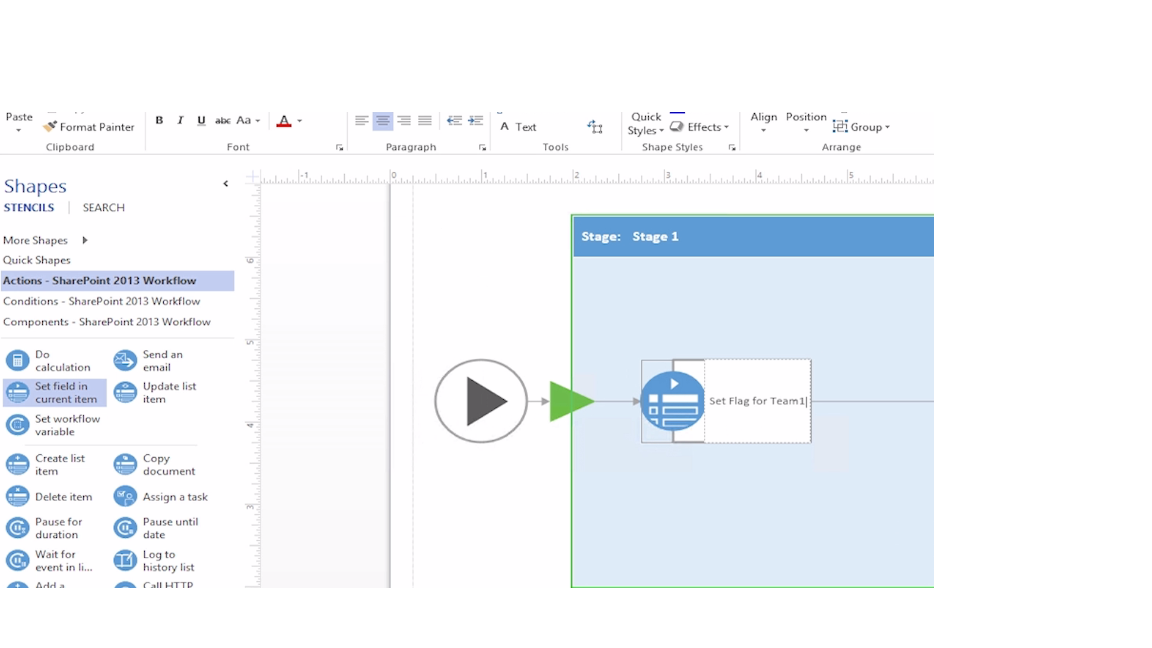 Paste
Format Painter
B I U abc Aa A
Text
Quick
Styles
Effects
Align
Position
Group
Clipboard
Font
Paragraph
Tools
Shape Styles
Arrange
Shapes
STENCILS
SEARCH
More Shapes
Quick Shapes
Actions - SharePoint 2013 Workflow
Conditions - SharePoint 2013 Workflow
Components - SharePoint 2013 Workflow
Do
calculation
Send an
email
Set field in
current item
Update list
item
Set workflow
variable
Create list
item
Copy
document
Delete item
Assign a task
Pause for
duration
Pause until
date
Wait for
event in li...
Log to
history list
Add a
Call HTTP
-1 0 1 2 3 4 5
6
5
4
3
Stage: Stage 1
Set Flag for Team1